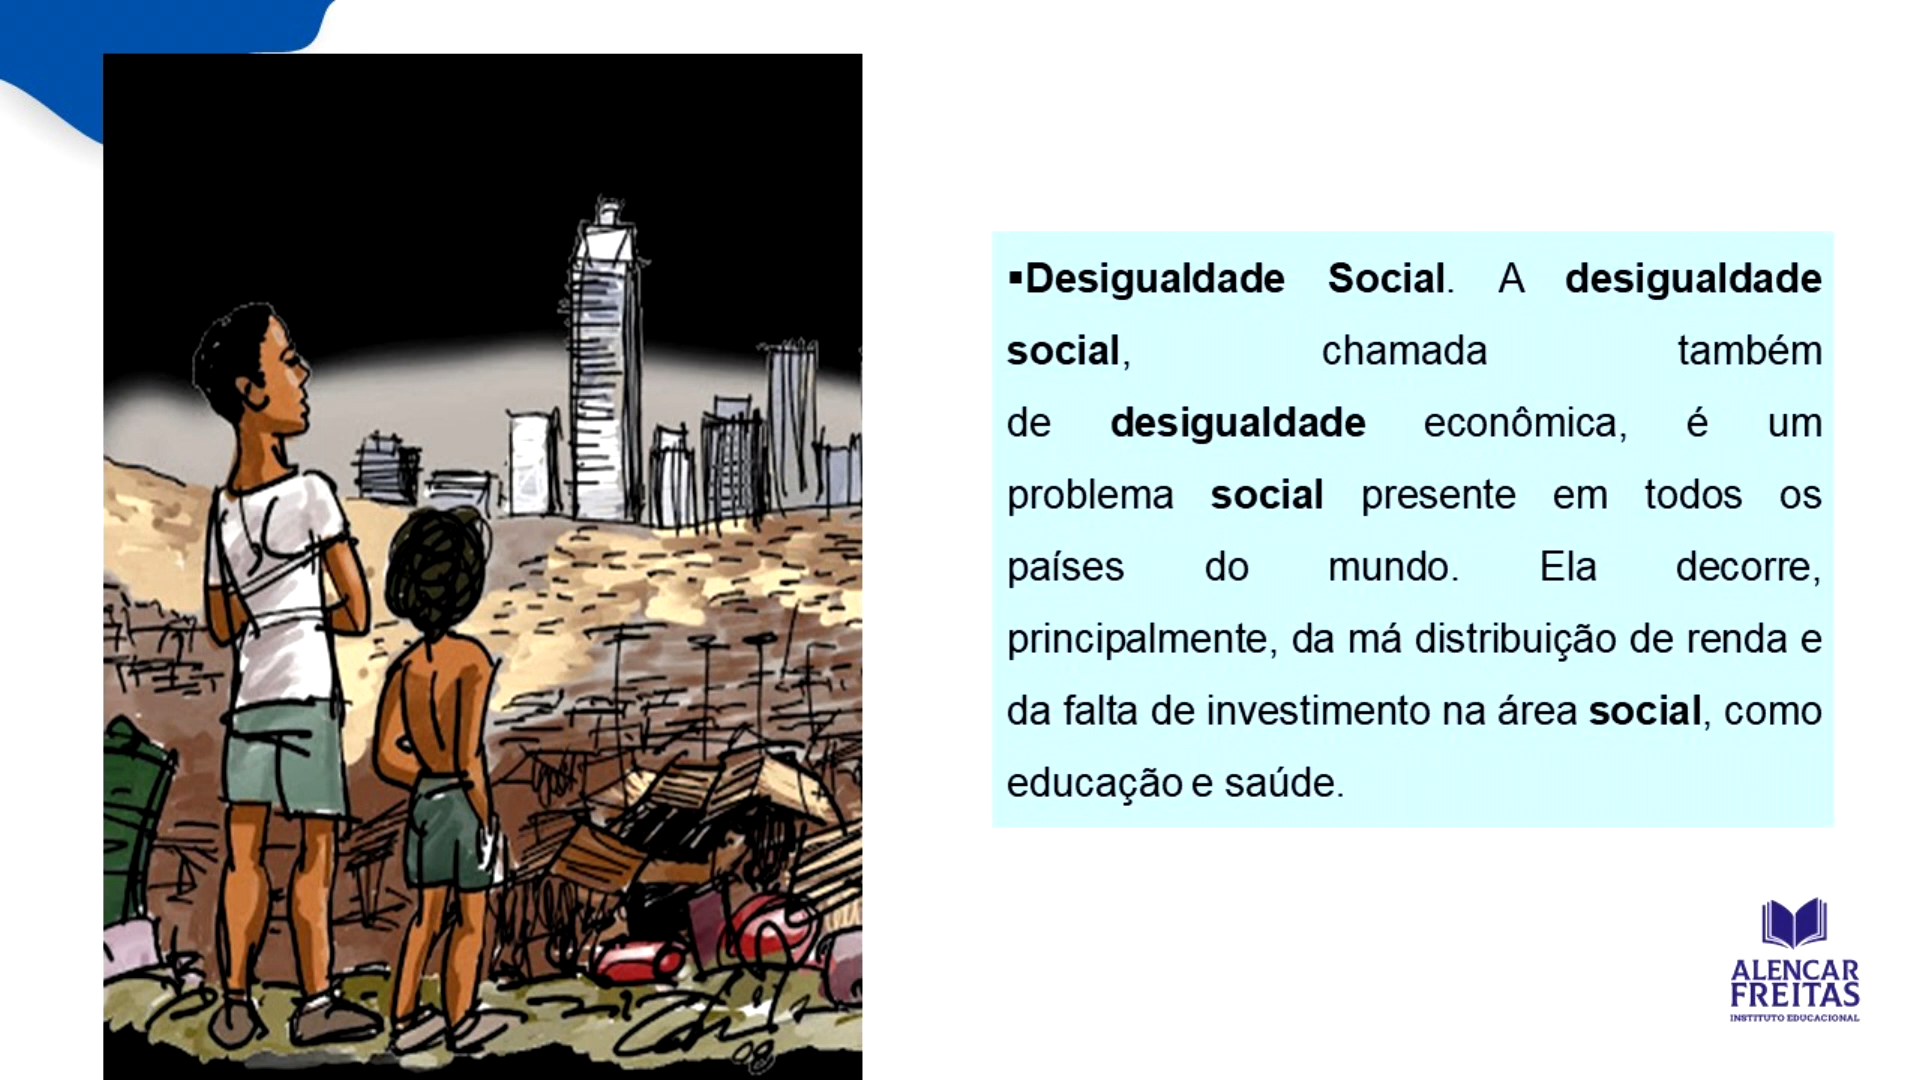 ▪Desigualdade Social. A desigualdade
social, chamada também
de desigualdade econômica, é um
problema social presente em todos os
países do mundo. Ela decorre,
principalmente, da má distribuição de renda e
da falta de investimento na área social, como
educação e saúde.
08
ALENCAR
FREITAS
INSTITUTO EDUCACIONAL